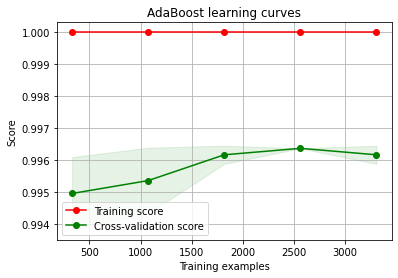 AdaBoost learning curves
1.000
0.999
0.998
0.997
0.996
0.995
0.994
Score
Training score
Cross-validation score
500
1000
1500
2000
2500
3000
Training examples